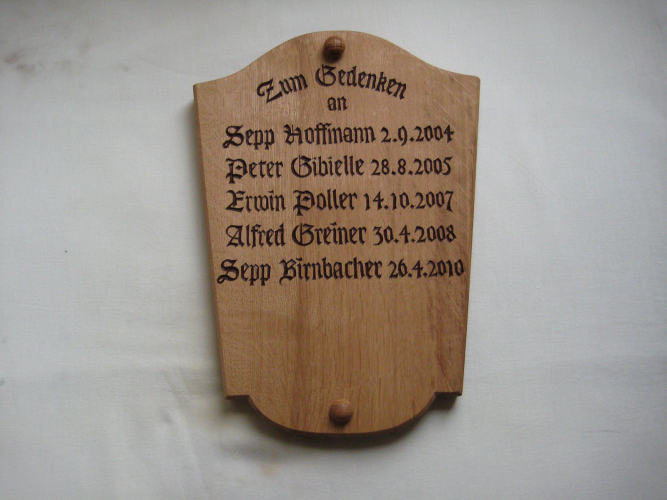 Zum Gedenken
an
Sepp Hoffmann 2.9.2004
Peter Gibielle 28.8.2005
Erwin Poller 14.10.2007
Alfred Greiner 30.4.2008
Sepp Birnbacher 26.4.2010